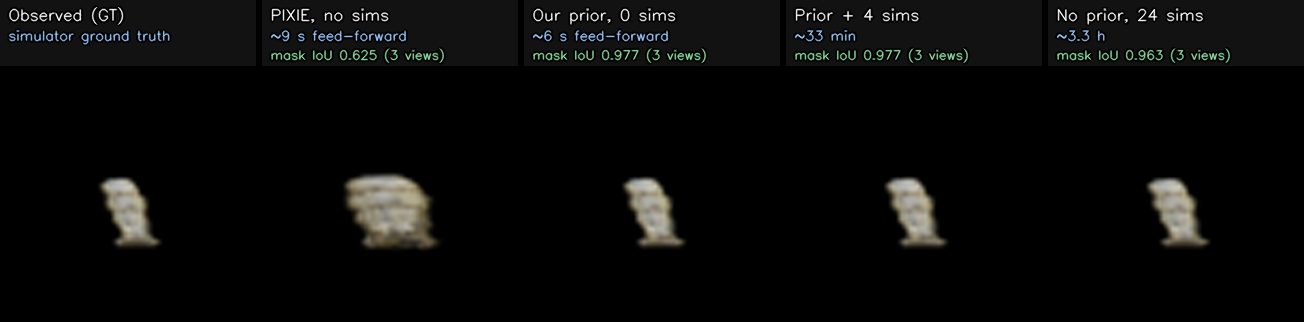 Observed (GT)
simulator ground truth
PIXIE, no sims
~9 s feed-forward
mask IoU 0.625 (3 views)
Our prior, 0 sims
~6 s feed-forward
mask IoU 0.977 (3 views)
Prior + 4 sims
~33 min
mask IoU 0.977 (3 views)
No prior, 24 sims
~3.3 h
mask IoU 0.963 (3 views)